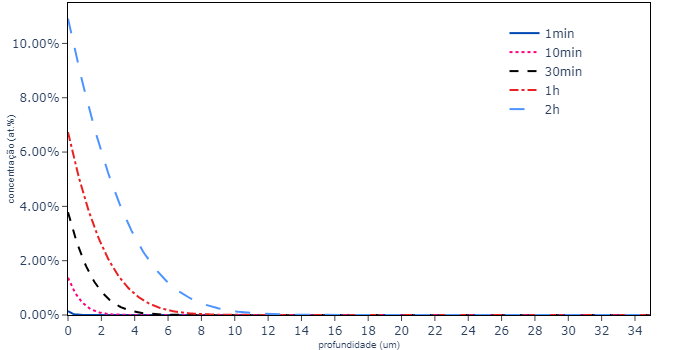 10.00%
8.00%
6.00%
4.00%
2.00%
0.00%
concentração (at.%)
0 2 4 6 8 10 12 14 16 18 20 22 24 26 28 30 32 34
profundidade (um)
1min
10min
30min
1h
2h